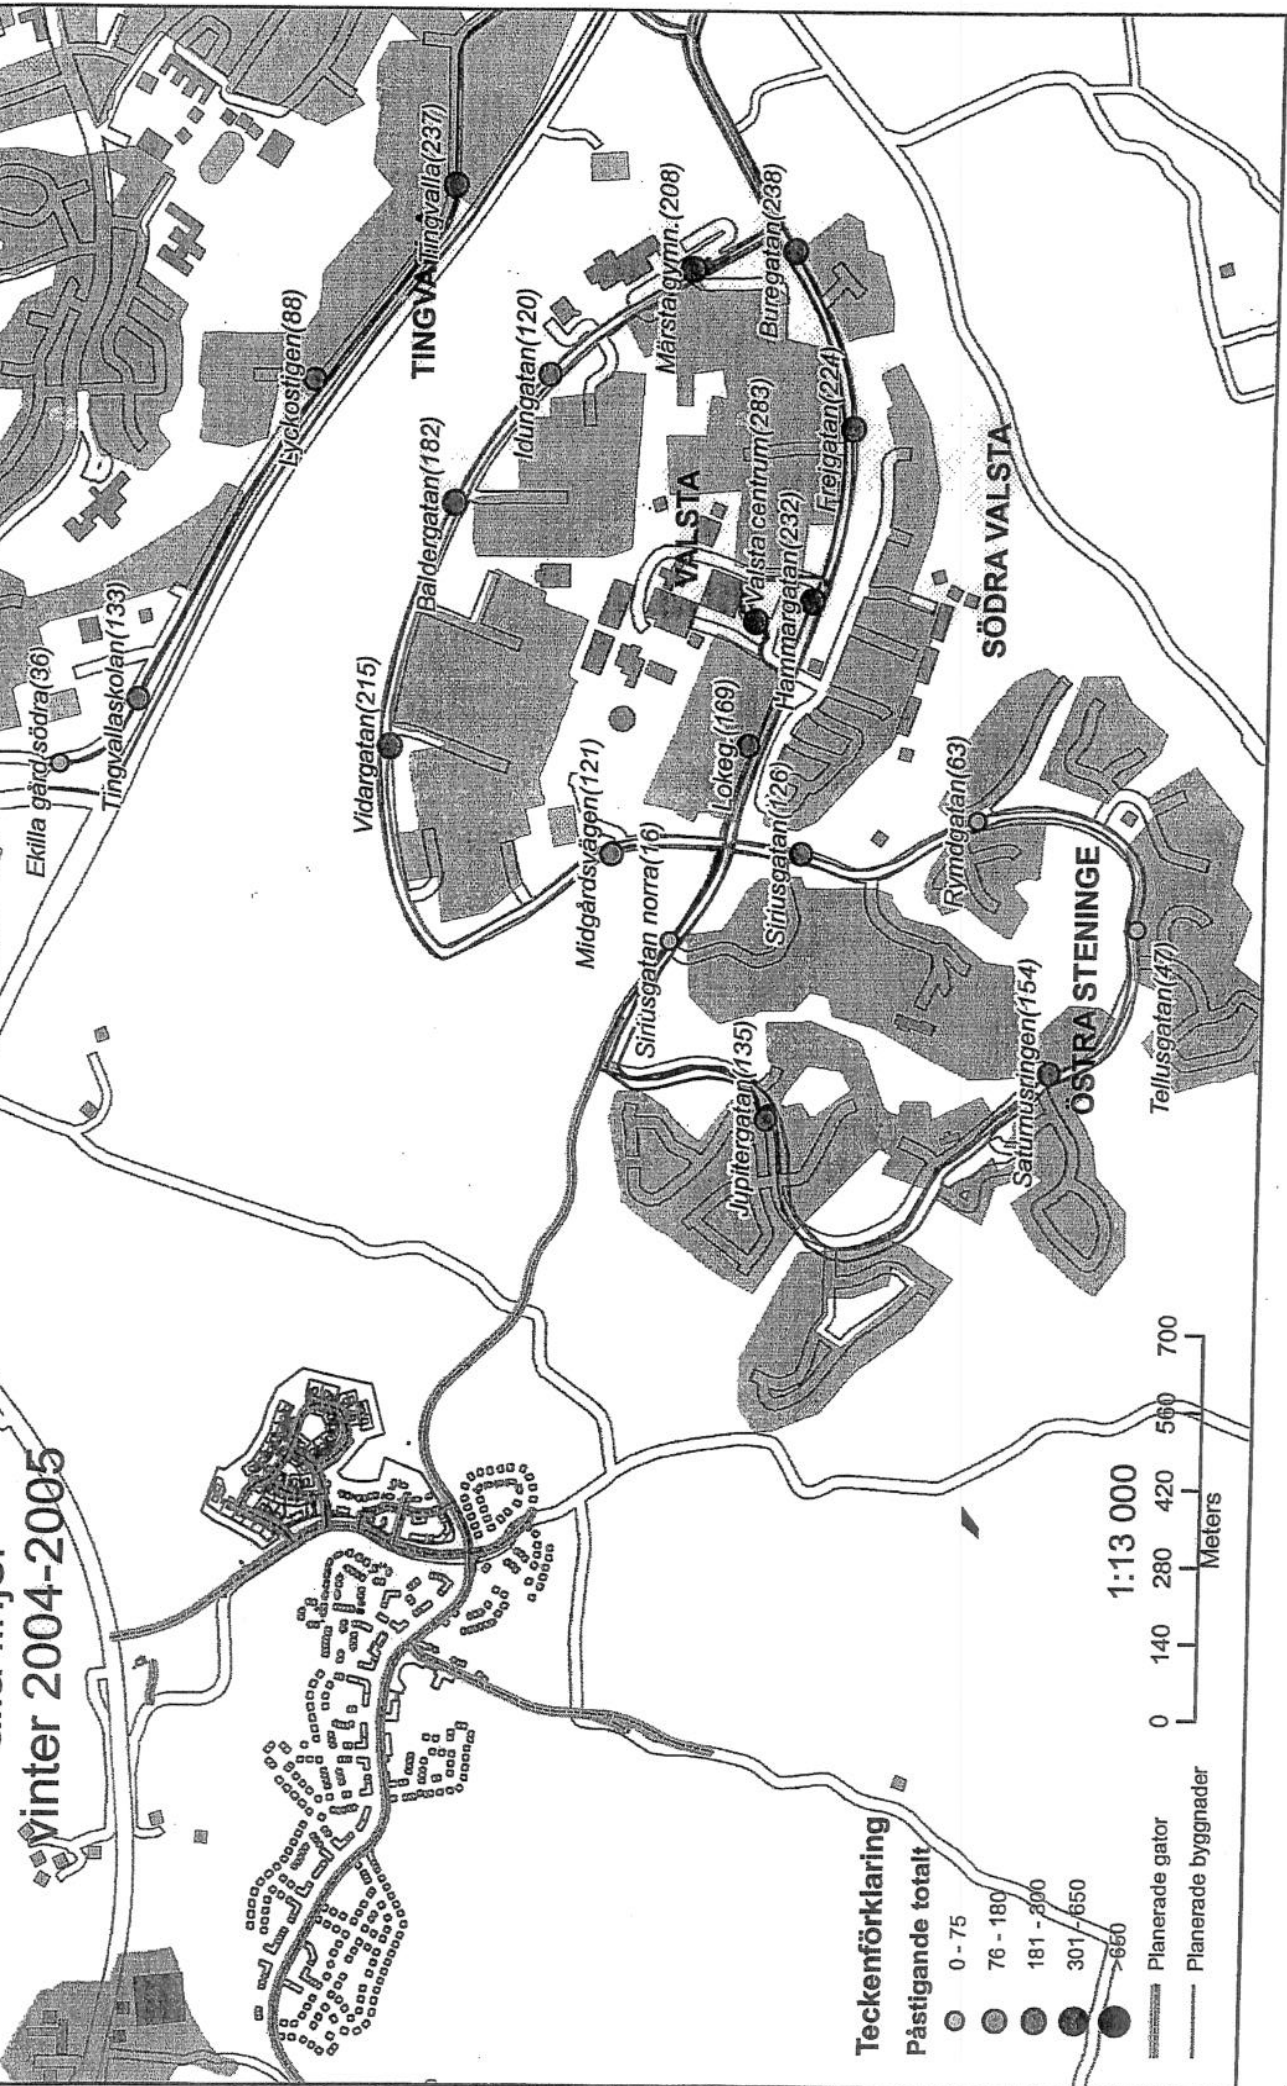 Vinter 2004-2005
Ekilla gård södra(36)
Tingvallaskolan(133)
Lyckostigen(88)
TINGVA
Tingvalla(237)
Vidargatan(215)
Baldergatan(182)
Idungatan(120)
Märsta gymn.(208)
Buregatan(238)
Midgårdsvägen(121)
VALSTA
Valsta centrum(283)
Hammargatan(232)
Frejgatan(224)
Lokeg.(169)
Siriusgatan norra(16)
Siriusgatan(126)
SÖDRA VALSTA
Rymdgatan(63)
Jupitergatan(135)
Saturnusringen(154)
ÖSTRA STENINGE
Tellusgatan(47)
1:13 000
0 140 280 420 560 700
Meters
Teckenförklaring
Påstigande totalt
0 - 75
76 - 180
181 - 300
301 - 650
>650
Planerade gator
Planerade byggnader